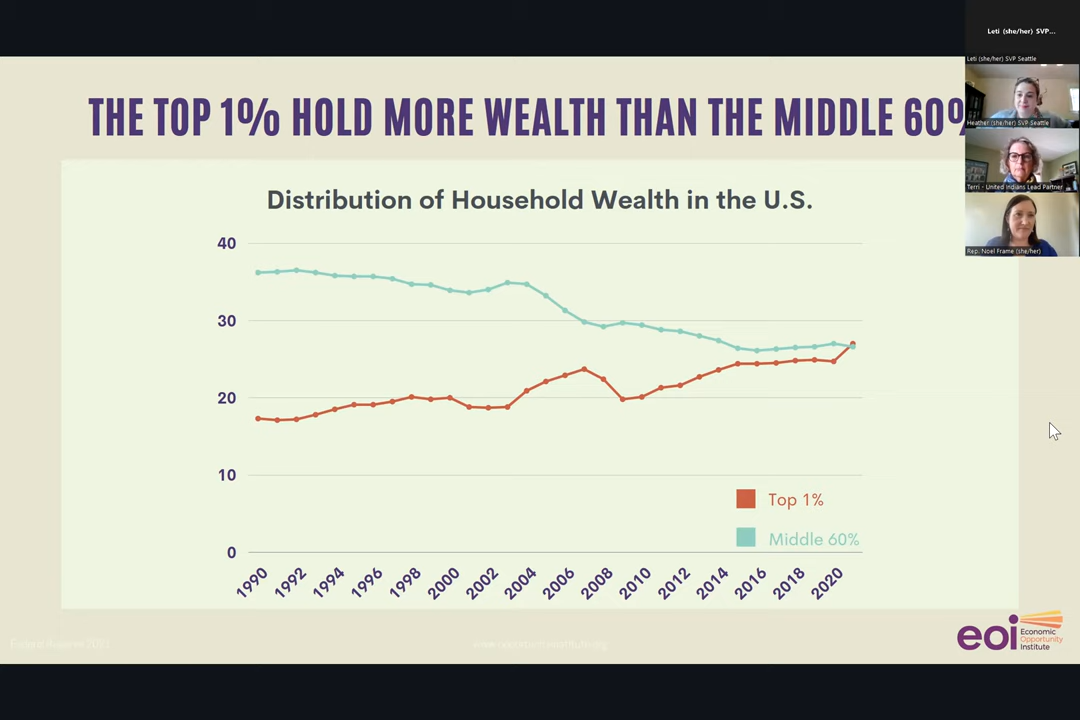 Leti (she/her) SVP...
Leti (she/her) SVP Seattle
THE TOP 1% HOLD MORE WEALTH THAN THE MIDDLE 60%
Heather (she/her) SVP Seattle
Terri - United Indians Lead Partner
Rep. Noel Frame (she/her)
Distribution of Household Wealth in the U.S.
40
30
20
10
0
Top 1%
Middle 60%
1990 1992 1994 1996 1998 2000 2002 2004 2006 2008 2010 2012 2014 2016 2018 2020
eoi Economic
Opportunity
Institute